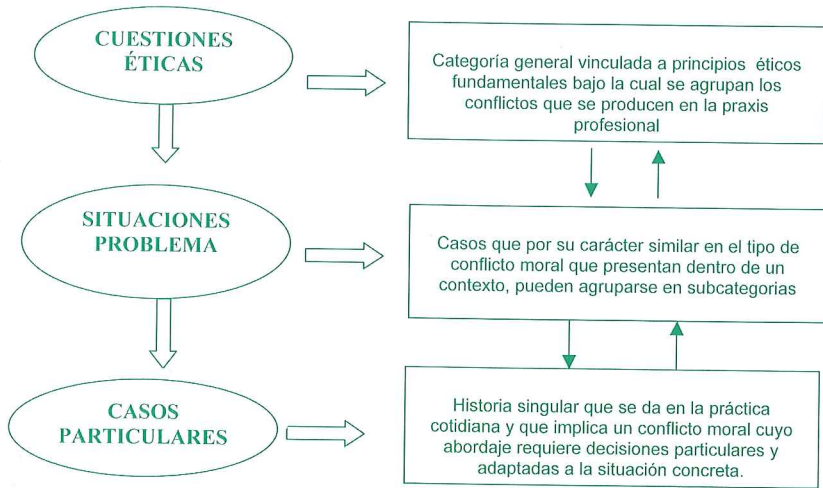 CUESTIONES
ÉTICAS
Categoría general vinculada a principios éticos
fundamentales bajo la cual se agrupan los
conflictos que se producen en la praxis
profesional
SITUACIONES
PROBLEMA
Casos que por su carácter similar en el tipo de
conflicto moral que presentan dentro de un
contexto, pueden agruparse en subcategorias
CASOS
PARTICULARES
Historia singular que se da en la práctica
cotidiana y que implica un conflicto moral cuyo
abordaje requiere decisiones particulares y
adaptadas a la situación concreta.